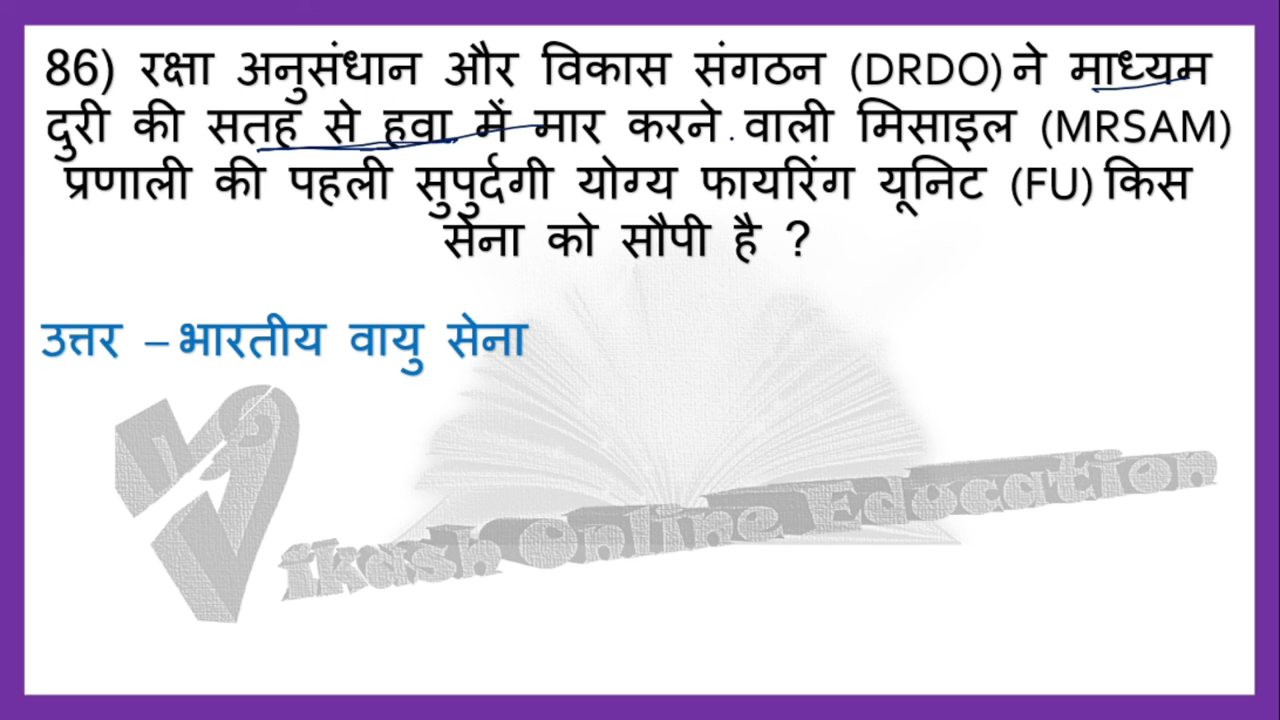 86) रक्षा अनुसंधान और विकास संगठन (DRDO) ने माध्यम
दुरी की सतह से हवा में मार करने वाली मिसाइल (MRSAM)
प्रणाली की पहली सुपुर्दगी योग्य फायरिंग यूनिट (FU) किस
सेना को सौपी है ?
उत्तर – भारतीय वायु सेना
Vikash Online Education